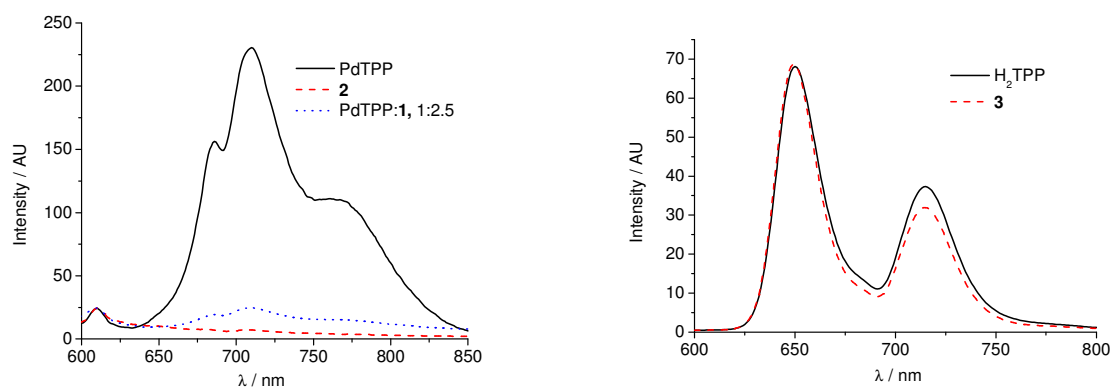 250
200
150
100
50
0
Intensity / AU
PdTPP
2
PdTPP:1, 1:2.5
600 650 700 750 800 850
λ / nm
70
60
50
40
30
20
10
0
Intensity / AU
H₂TPP
3
600 650 700 750 800
λ / nm